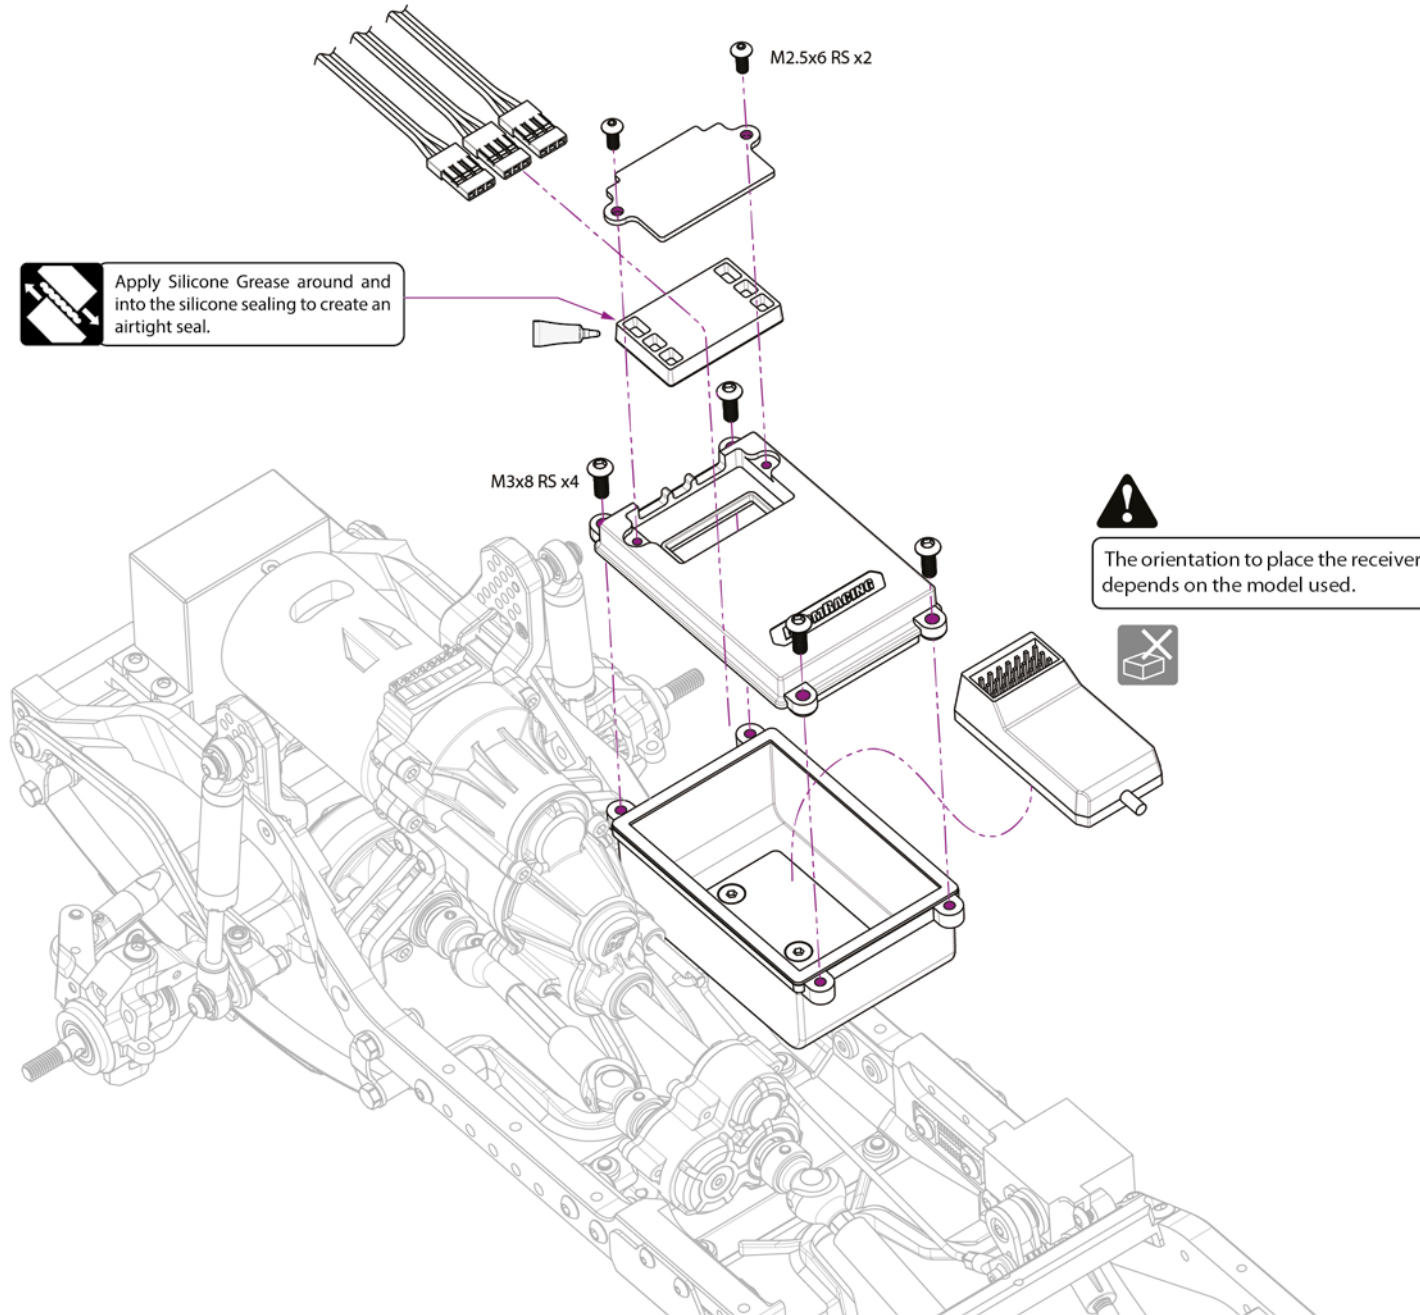 M2.5x6 RS x2
Apply Silicone Grease around and
into the silicone sealing to create an
airtight seal.
M3x8 RS x4
The orientation to place the receiver
depends on the model used.